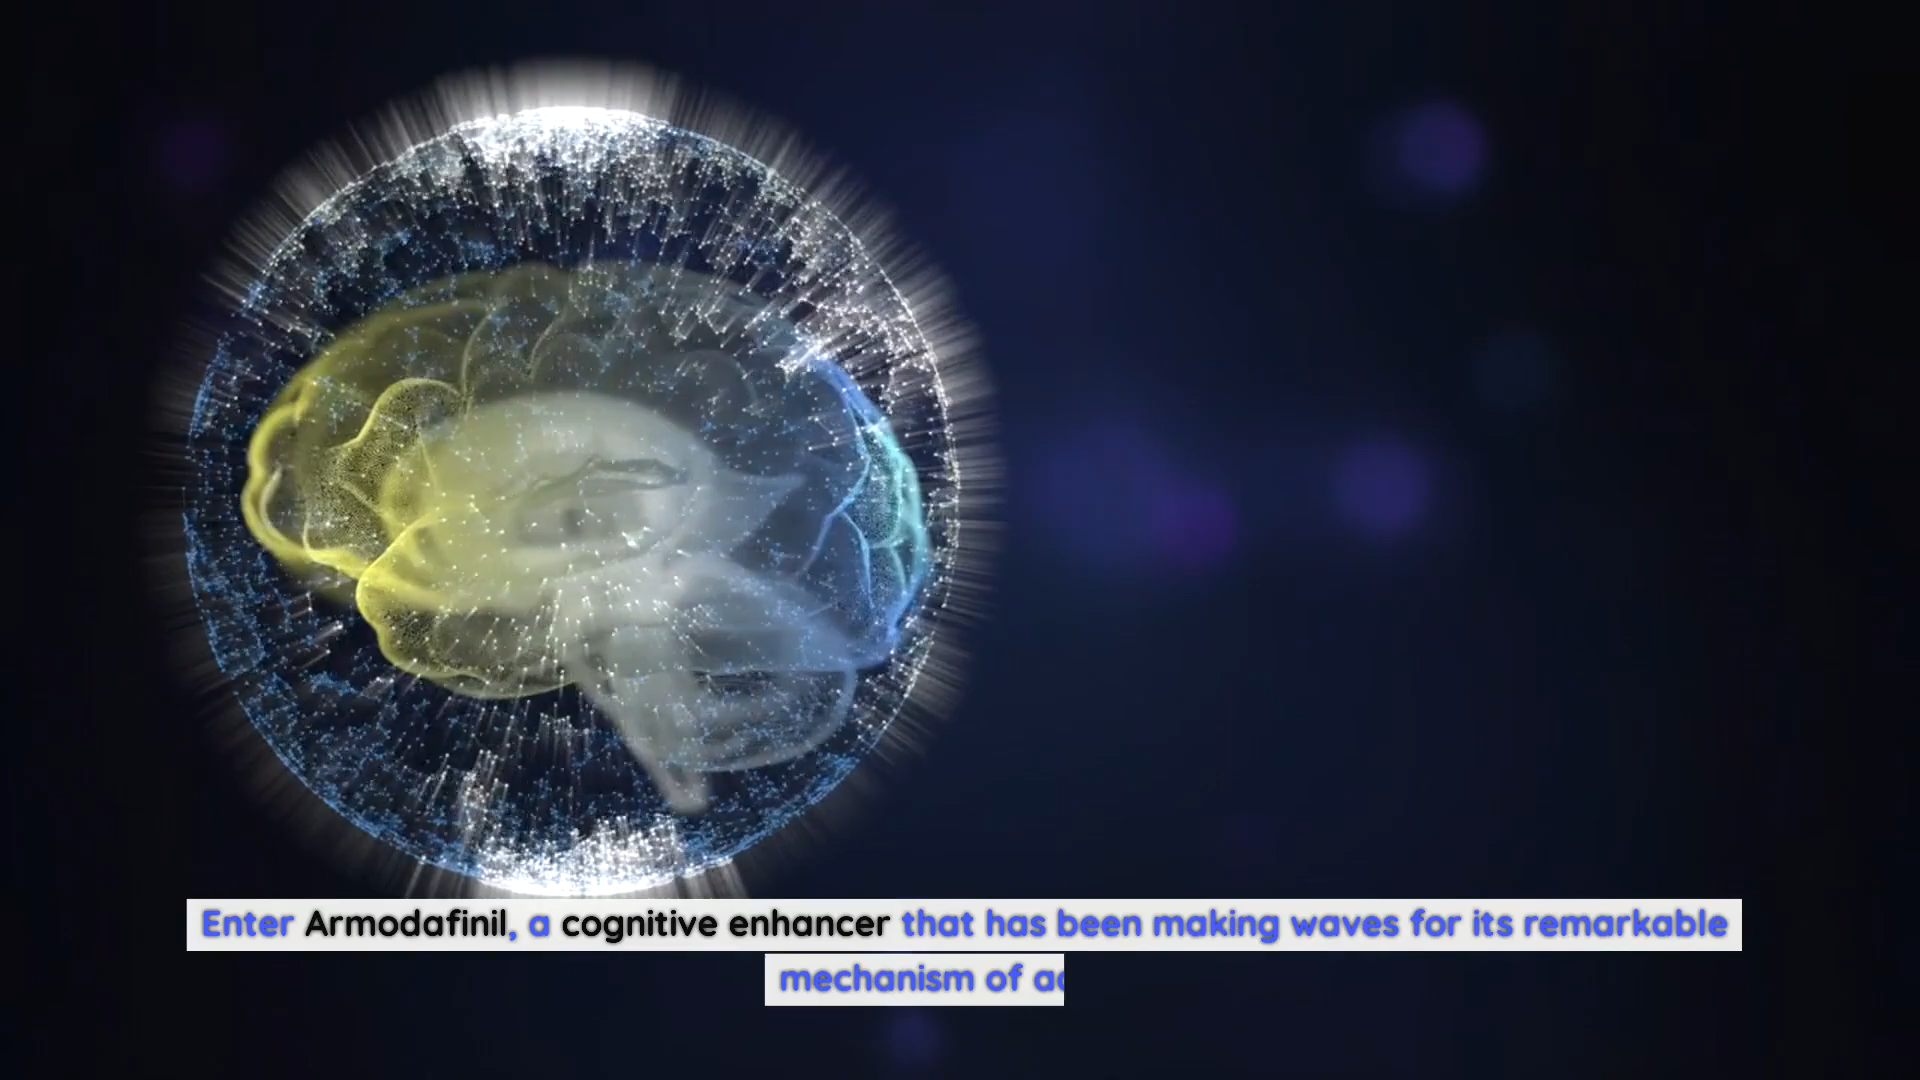 Enter Armodafinil, a cognitive enhancer that has been making waves for its remarkable
mechanism of